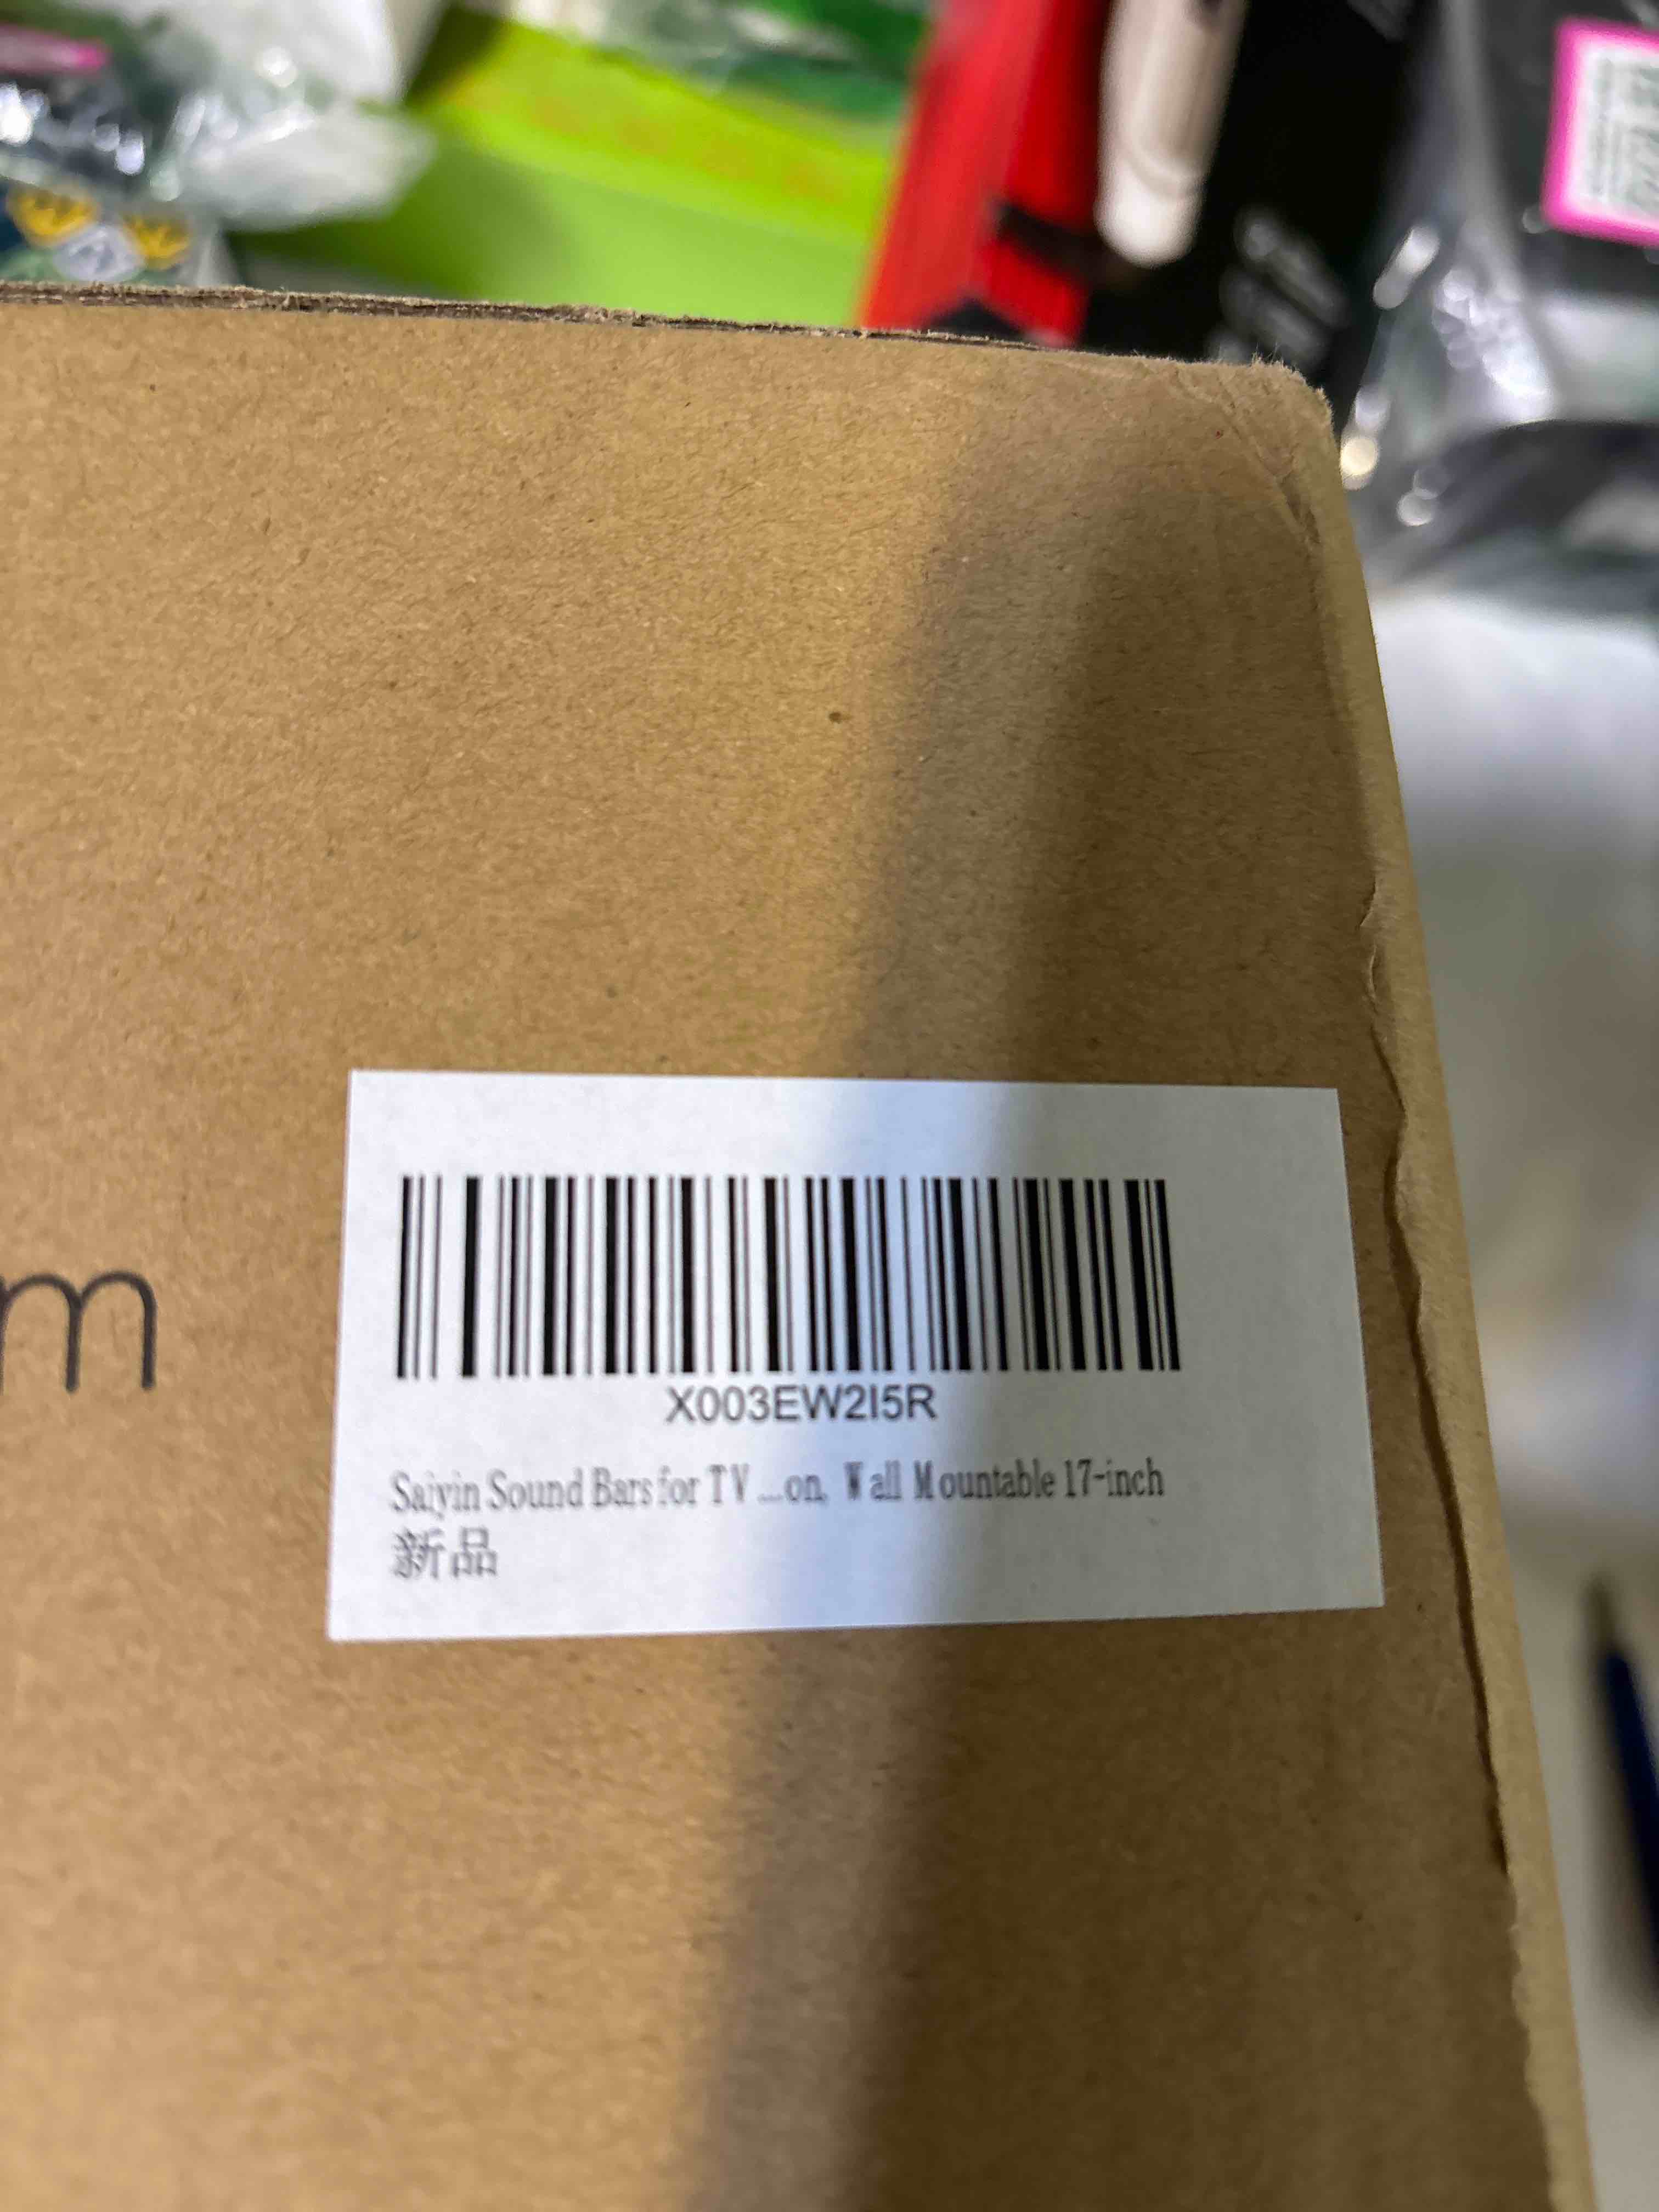 m
X003EW2I5R
Saiyin Sound Bars for TV ...on, Wall Mountable 17-inch
新品